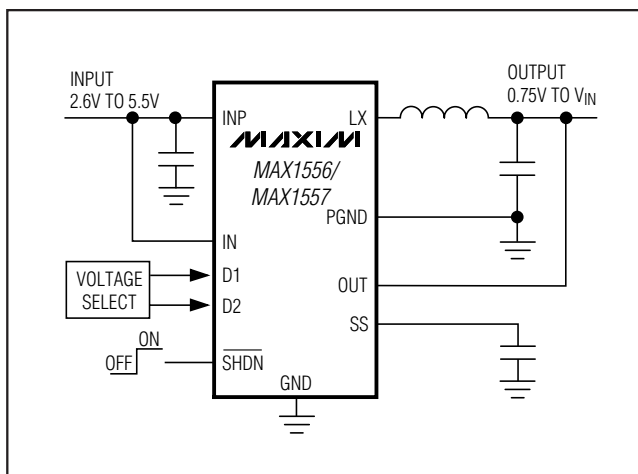 INPUT
2.6V TO 5.5V
OUTPUT
0.75V TO VIN
INP
LX
MAXIM
MAX1556/
MAX1557
PGND
IN
D1
VOLTAGE
SELECT
D2
OUT
SS
ON
OFF
SHDN
GND